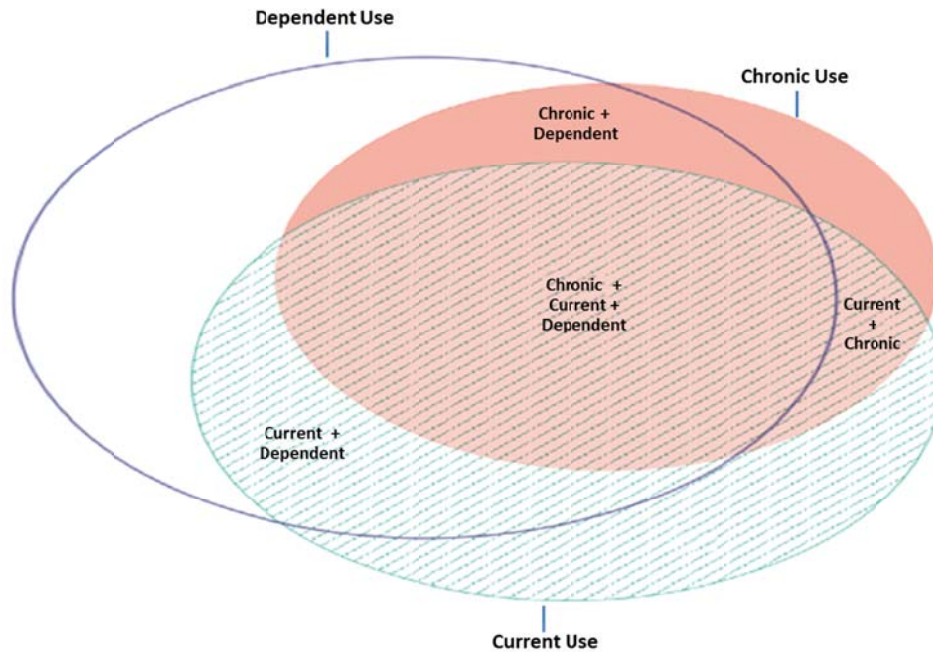 Dependent Use
Chronic Use
Chronic +
Dependent
Chronic +
Current +
Dependent
Current
+
Chronic
Current +
Dependent
Current Use